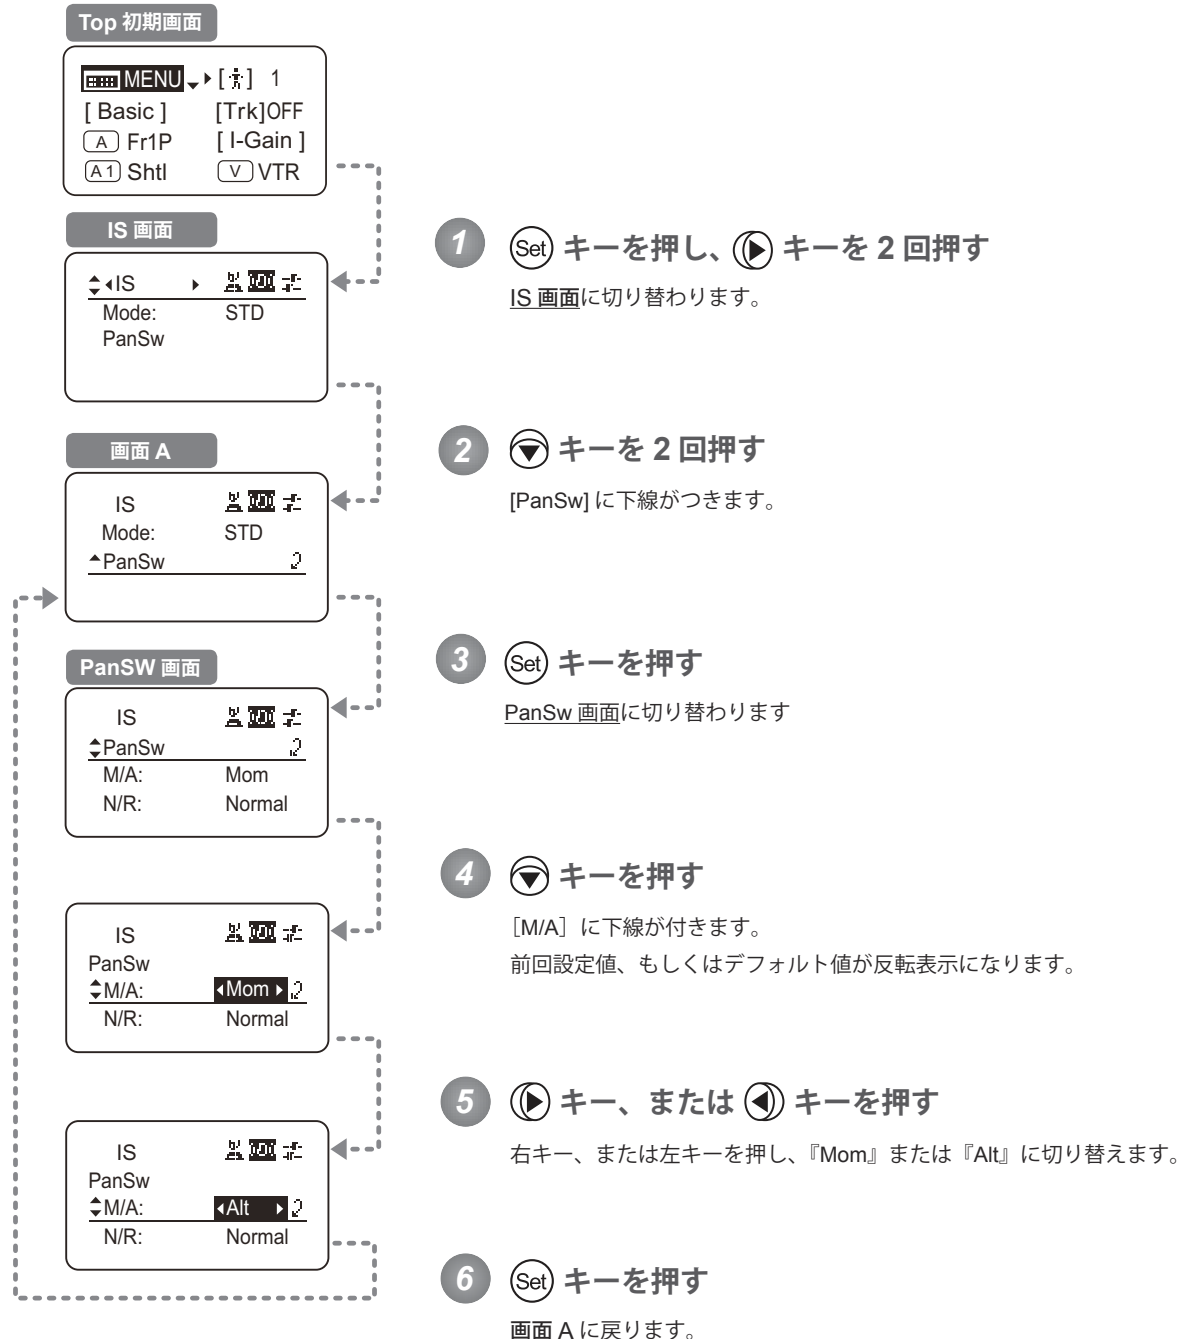 Top 初期画面
MENU [ ] 1
[ Basic ] [Trk]OFF
A Fr1P [ I-Gain ]
A1 Shtl V VTR
IS 画面
IS
Mode: STD
PanSw
1 Set キーを押し、 キーを 2 回押す
IS 画面に切り替わります。
画面 A
IS
Mode: STD
PanSw
2 キーを 2 回押す
[PanSw] に下線がつきます。
PanSW 画面
IS
PanSw
M/A: Mom
N/R: Normal
3 Set キーを押す
PanSw 画面に切り替わります
IS
PanSw
M/A: Mom
N/R: Normal
4 キーを押す
［M/A］に下線が付きます。
前回設定値、もしくはデフォルト値が反転表示になります。
IS
PanSw
M/A: Alt
N/R: Normal
5 キー、または キーを押す
右キー、または左キーを押し、『Mom』または『Alt』に切り替えます。
6 Set キーを押す
画面 A に戻ります。